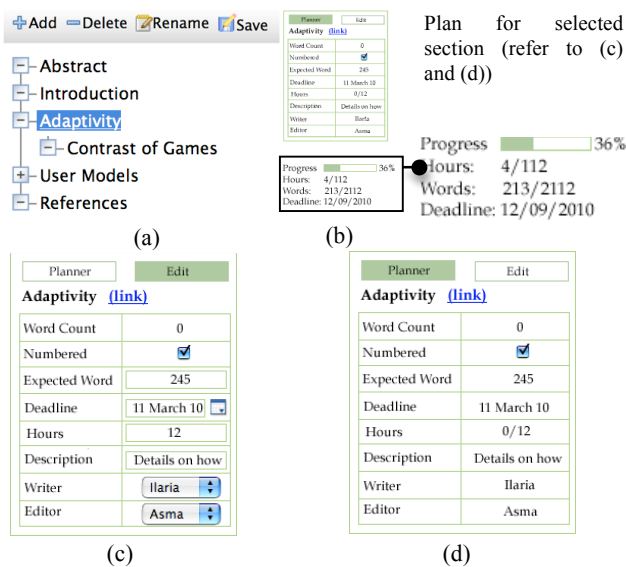 Add Delete Rename Save
Abstract
Introduction
Adaptivity
Contrast of Games
User Models
References
(a)
Planner Edit
Adaptivity (link)
Word Count 0
Numbered
Expected Word 245
Deadline 11 March 10
Hours 0/12
Description Details on how
Writer Ilaria
Editor Asma
Plan for selected
section (refer to (c)
and (d))
Progress 36%
Hours: 4/112
Words: 213/2112
Deadline: 12/09/2010
Progress 36%
Hours: 4/112
Words: 213/2112
Deadline: 12/09/2010
(b)
Planner Edit
Adaptivity (link)
Word Count 0
Numbered
Expected Word 245
Deadline 11 March 10
Hours 12
Description Details on how
Writer Ilaria
Editor Asma
(c)
Planner Edit
Adaptivity (link)
Word Count 0
Numbered
Expected Word 245
Deadline 11 March 10
Hours 0/12
Description Details on how
Writer Ilaria
Editor Asma
(d)